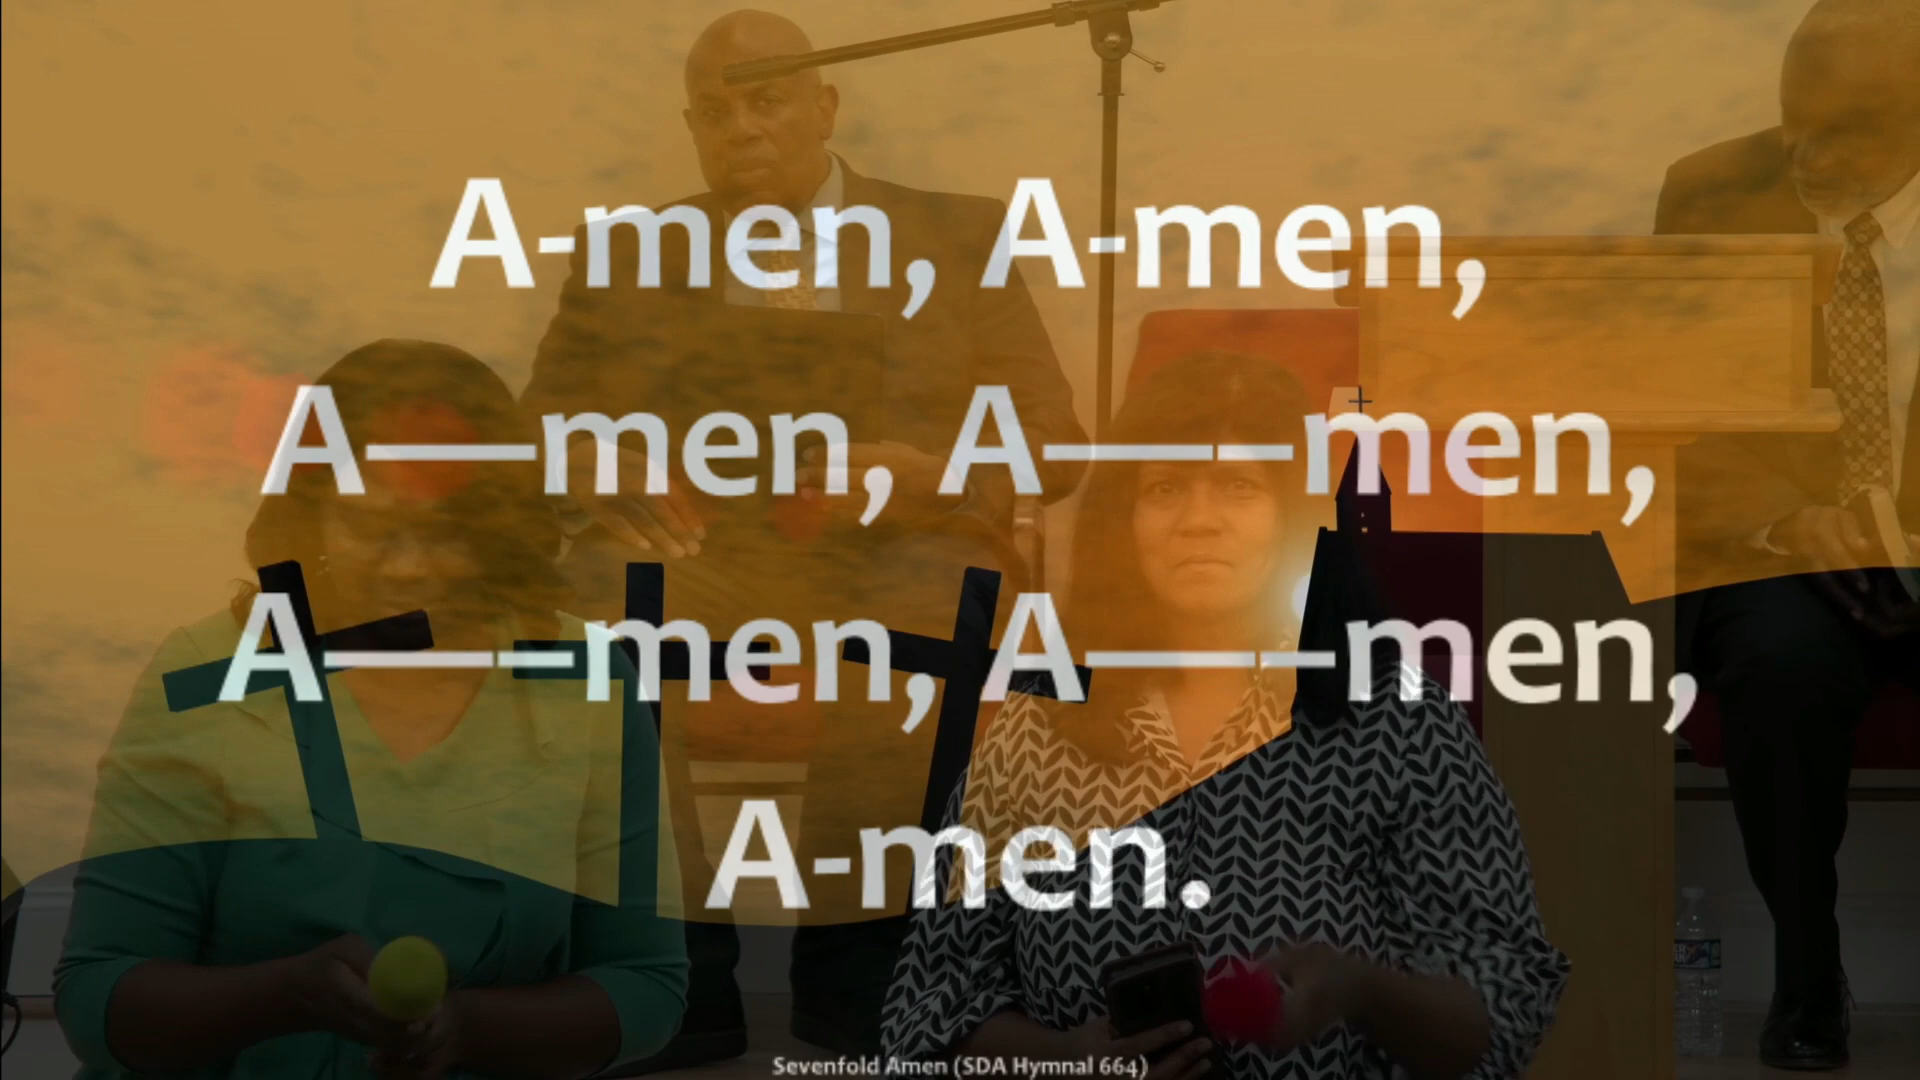 A-men, A-men,
A——men, A——–men,
A——–men, A——–men,
A-men.
Sevenfold Amen (SDA Hymnal 664)